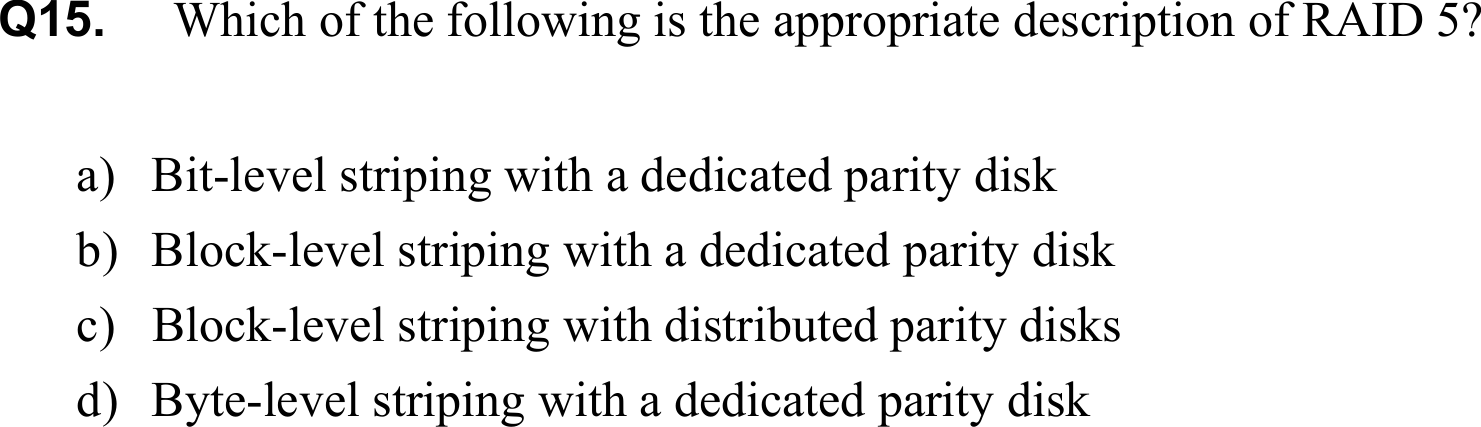 Q15. Which of the following is the appropriate description of RAID 5?
a) Bit-level striping with a dedicated parity disk
b) Block-level striping with a dedicated parity disk
c) Block-level striping with distributed parity disks
d) Byte-level striping with a dedicated parity disk